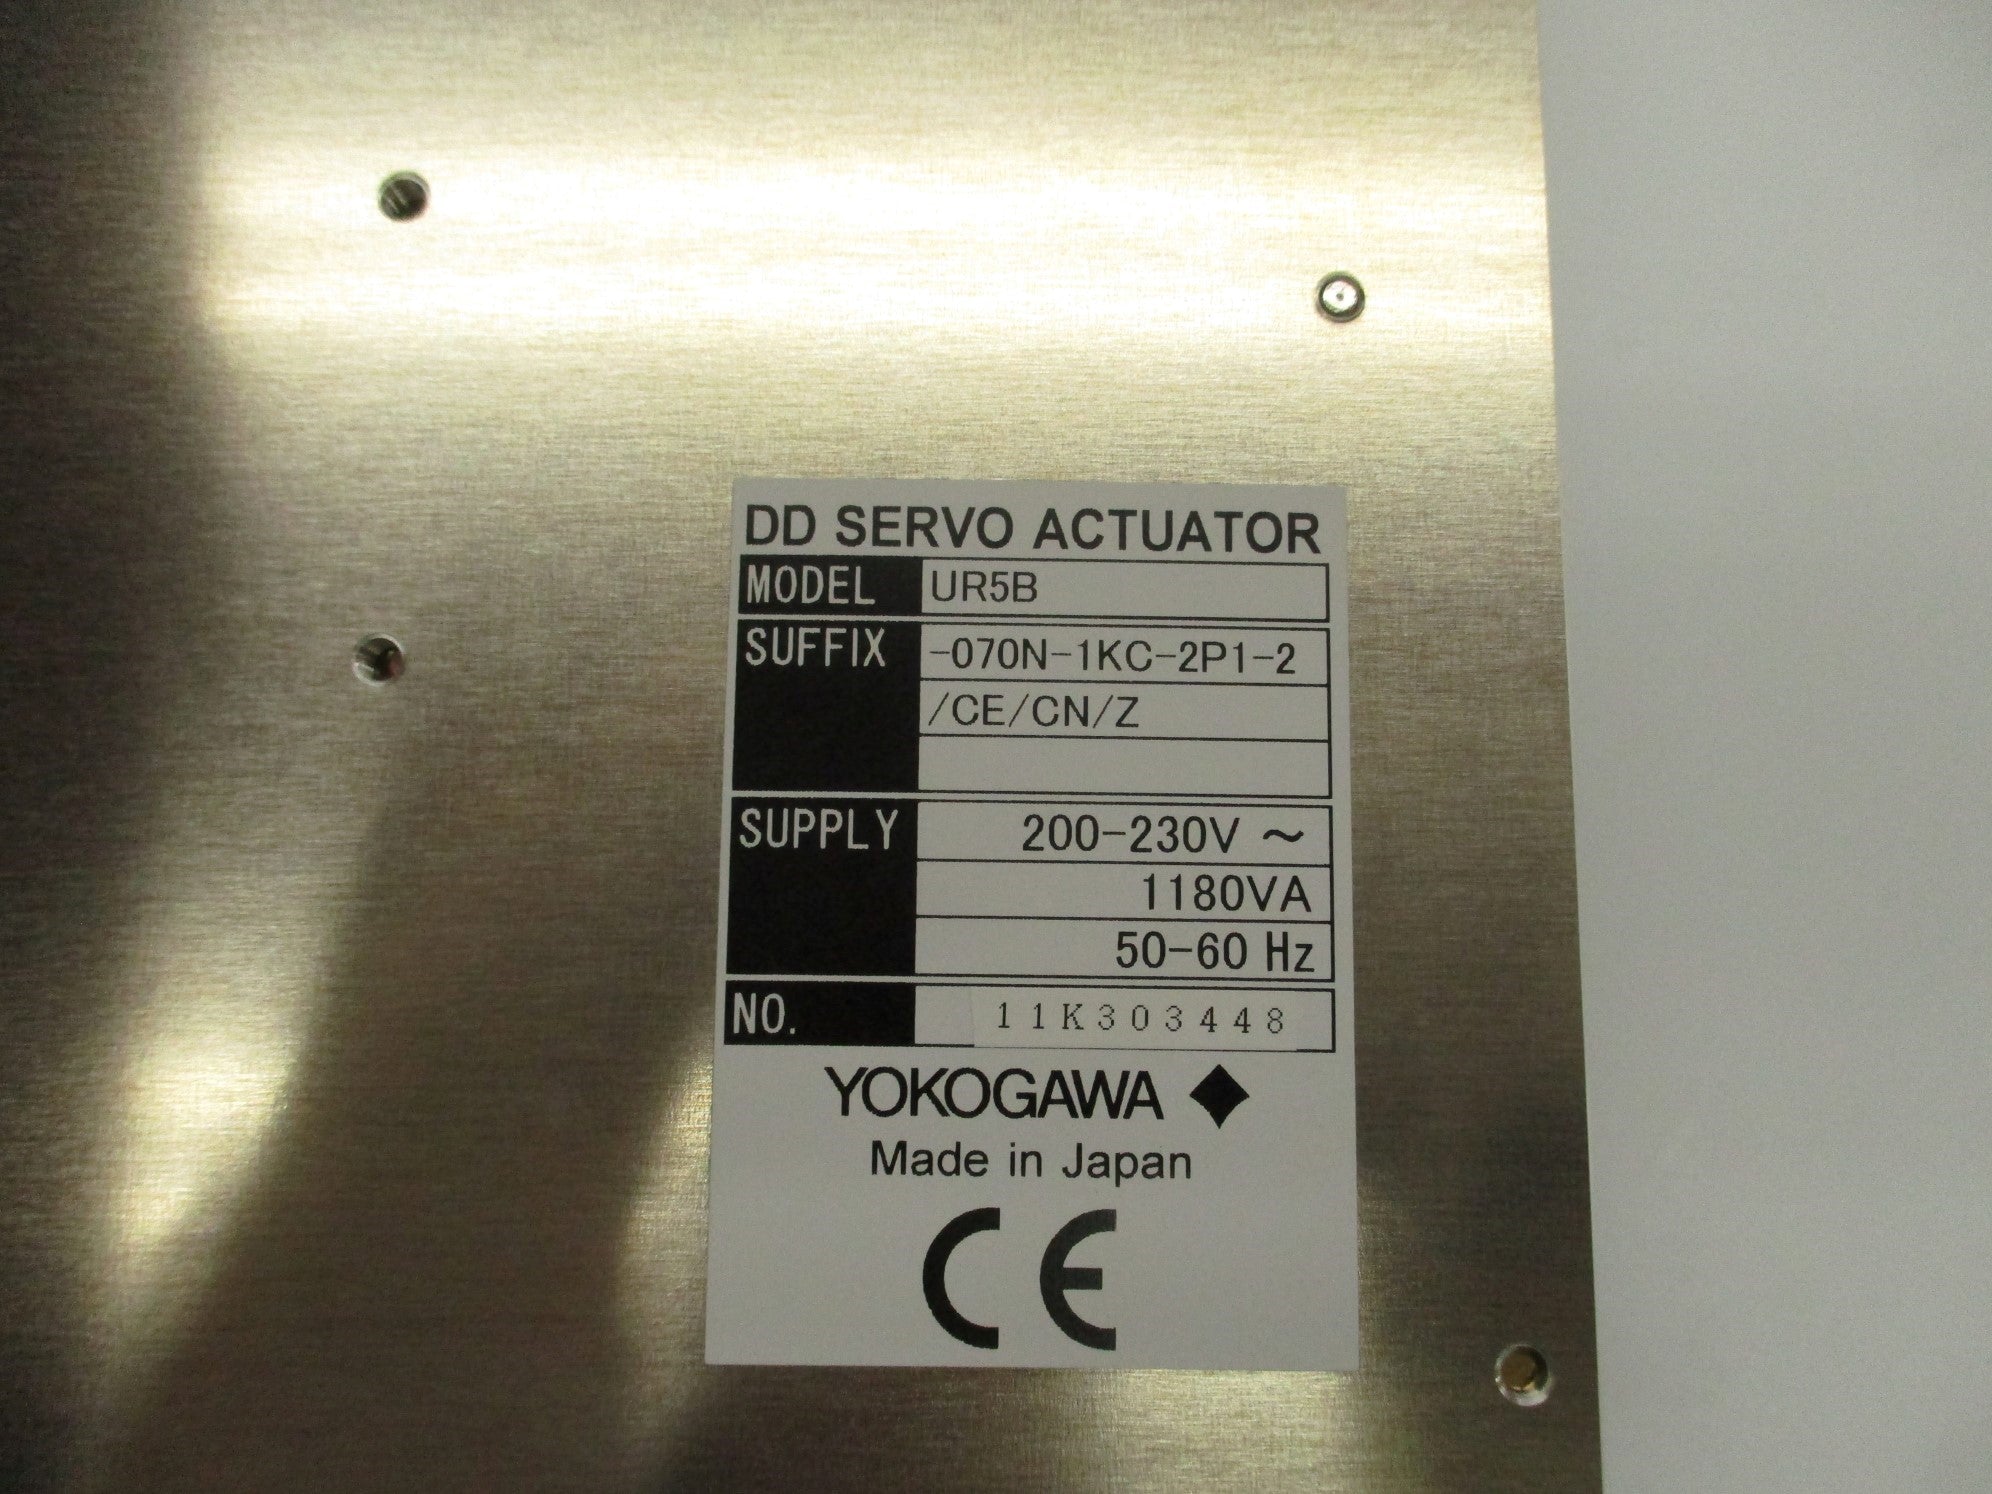 DD SERVO ACTUATOR
MODEL UR5B
SUFFIX -070N-1KC-2P1-2
/CE/CN/Z
SUPPLY 200-230V ～
1180VA
50-60 Hz
NO. 11K303448
YOKOGAWA
Made in Japan
CE